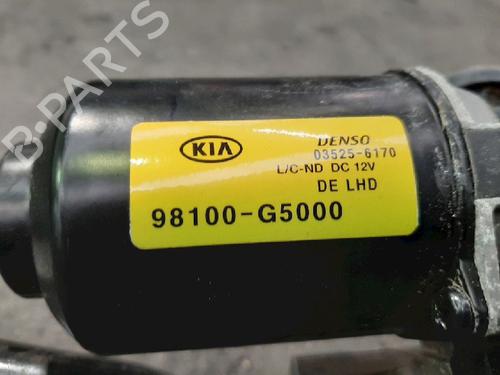 B-PARTS
KIA
DENSO
03525-6170
L/C-ND DC 12V
DE LHD
98100-G5000